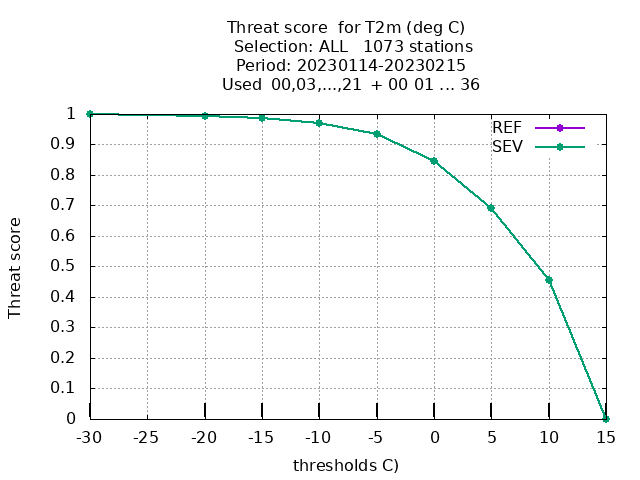 Threat score  for T2m (deg C)
Selection: ALL   1073 stations
Period: 20230114-20230215
Used  00,03,...,21  + 00 01 ... 36
REF
SEV
1
0.9
0.8
0.7
0.6
0.5
0.4
0.3
0.2
0.1
0
Threat score
-30 -25 -20 -15 -10 -5 0 5 10 15
thresholds C)